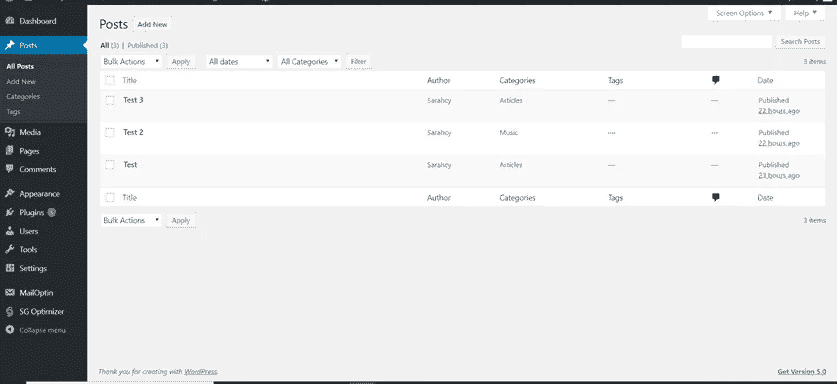 Dashboard
Posts
All Posts
Add New
Categories
Tags
Media
Pages
Comments
Appearance
Plugins
Users
Tools
Settings
MailOptin
SG Optimizer
Collapse menu
Posts Add New
Screen Options Help
All (3) | Published (3)
Search Posts
Bulk Actions Apply All dates All Categories Filter 3 items
Title Author Categories Tags Date
Test 3 Sarahcy Articles — — Published
22 hours ago
Test 2 Sarahcy Music — — Published
22 hours ago
Test Sarahcy Articles — — Published
23 hours ago
Title Author Categories Tags Date
Bulk Actions Apply 3 items
Thank you for creating with WordPress. Get Version 5.0